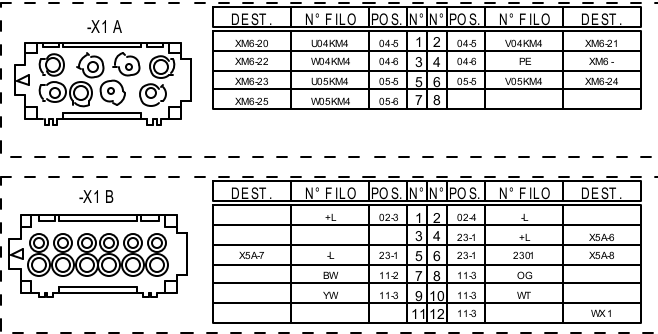 -X1 A
DEST. N° FILO POS. N° N° POS. N° FILO DEST.
XM6-20 U04KM4 04-5 1 2 04-5 V04KM4 XM6-21
XM6-22 W04KM4 04-6 3 4 04-6 PE XM6 -
XM6-23 U05KM4 05-5 5 6 05-5 V05KM4 XM6-24
XM6-25 W05KM4 05-6 7 8
-X1 B
DEST. N° FILO POS. N° N° POS. N° FILO DEST.
+L 02-3 1 2 02-4 -L
3 4 23-1 +L X5A-6
X5A-7 -L 23-1 5 6 23-1 2301 X5A-8
BW 11-2 7 8 11-3 OG
YW 11-3 9 10 11-3 WT
11 12 11-3 WX1